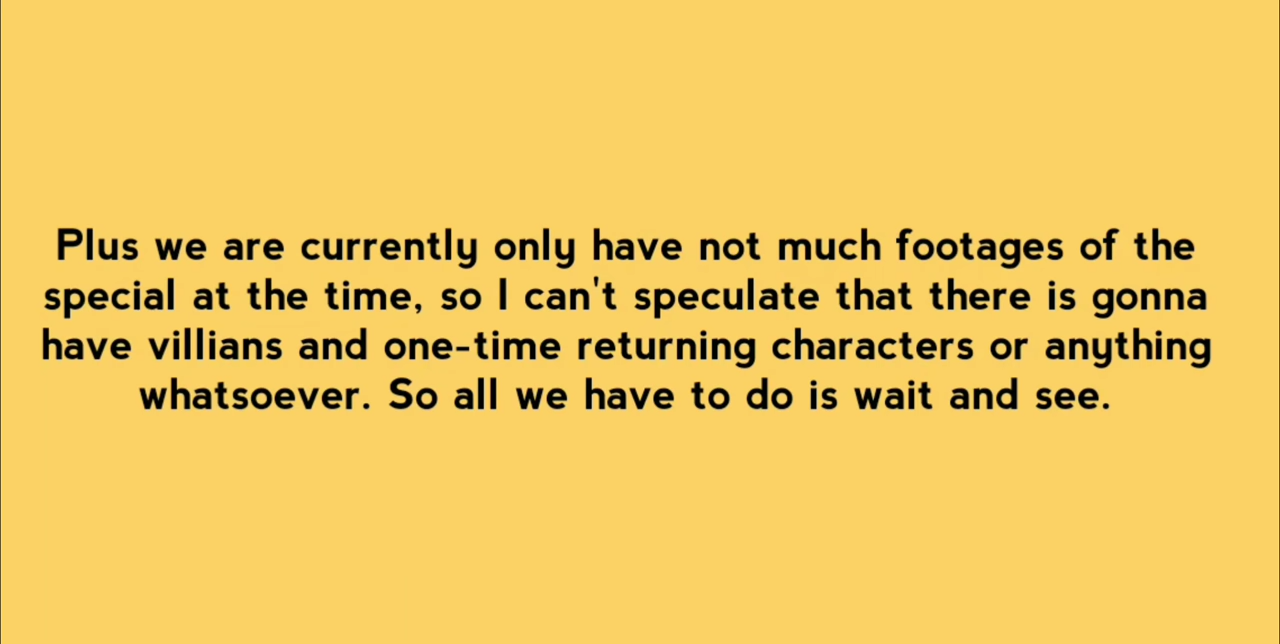 Plus we are currently only have not much footages of the
special at the time, so I can't speculate that there is gonna
have villians and one-time returning characters or anything
whatsoever. So all we have to do is wait and see.